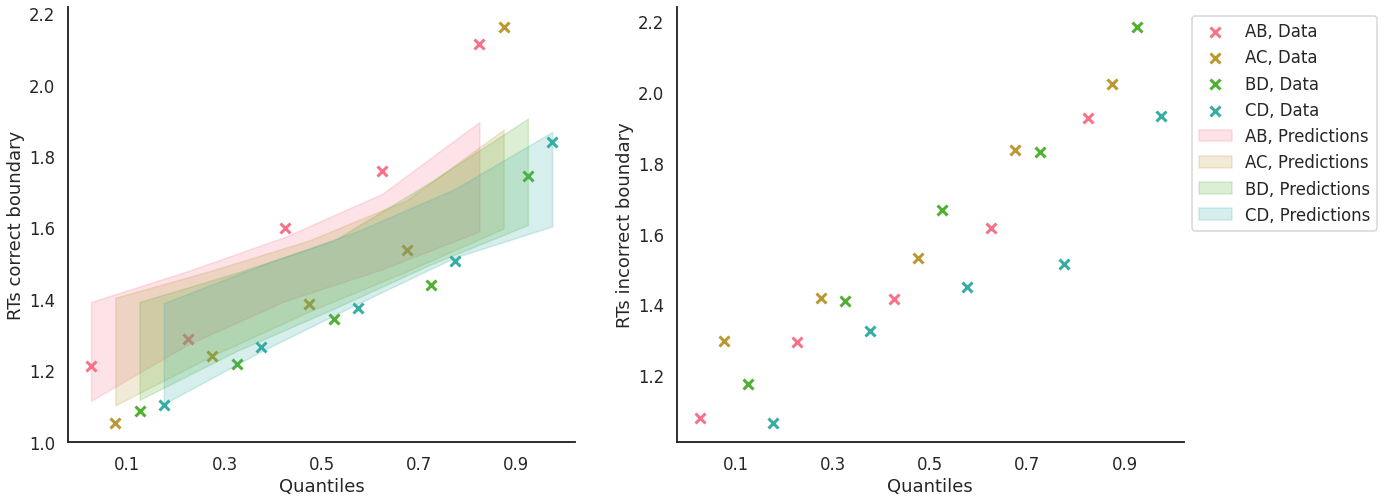 RTs correct boundary
2.2
2.0
1.8
1.6
1.4
1.2
1.0
0.1 0.3 0.5 0.7 0.9
Quantiles
RTs incorrect boundary
2.2
2.0
1.8
1.6
1.4
1.2
0.1 0.3 0.5 0.7 0.9
Quantiles
AB, Data
AC, Data
BD, Data
CD, Data
AB, Predictions
AC, Predictions
BD, Predictions
CD, Predictions